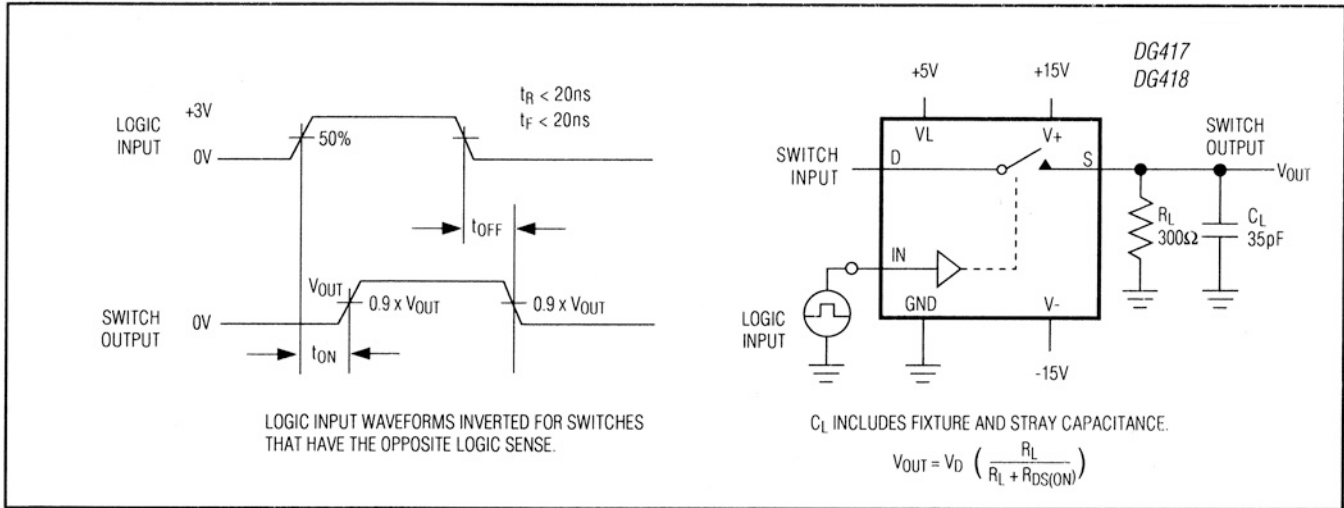 LOGIC
INPUT
+3V
0V
50%
tR < 20ns
tF < 20ns
tOFF
SWITCH
OUTPUT
VOUT
0V
0.9 x VOUT
0.9 x VOUT
tON
LOGIC INPUT WAVEFORMS INVERTED FOR SWITCHES
THAT HAVE THE OPPOSITE LOGIC SENSE.
DG417
DG418
+5V
+15V
VL
V+
SWITCH
INPUT
D
S
SWITCH
OUTPUT
VOUT
RL
300Ω
CL
35pF
IN
LOGIC
INPUT
GND
V-
-15V
CL INCLUDES FIXTURE AND STRAY CAPACITANCE.
VOUT = VD ( RL / RL + RDS(ON) )